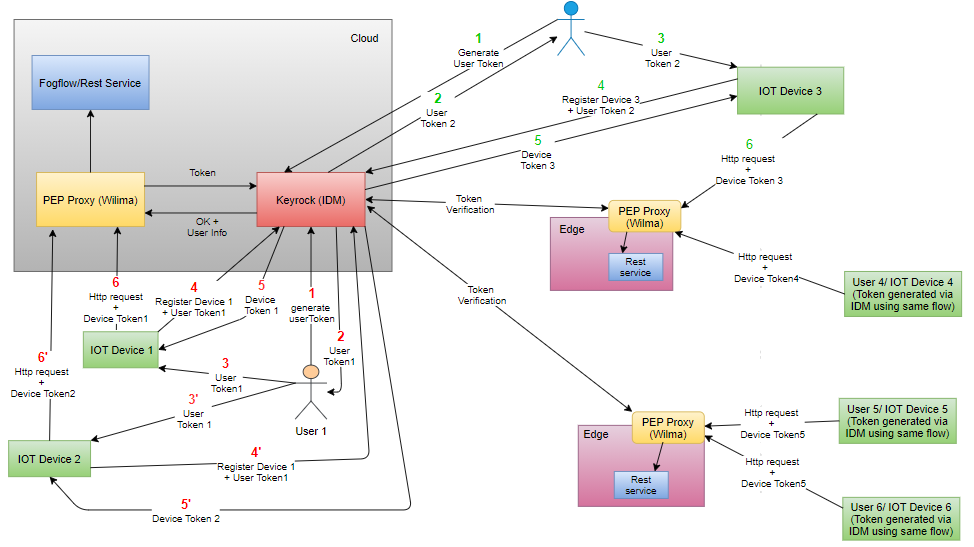 Cloud
Fogflow/Rest Service
PEP Proxy (Wilima)
Token
OK +
User Info
Keyrock (IDM)
1
Generate
User Token
2
User
Token 2
3
User
Token 2
4
Register Device 3
+ User Token 2
5
Device
Token 3
IOT Device 3
6
Http request
+
Device Token 3
Token
Verification
PEP Proxy
(Wilma)
Edge
Rest
service
Http request
+
Device Token4
User 4/ IOT Device 4
(Token generated via
IDM using same flow)
Token
Verification
6
Http request
+
Device Token1
4
Register Device 1
+ User Token1
5
Device
Token 1
1
generate
userToken
2
User
Token1
IOT Device 1
3
User
Token1
6'
Http request
+
Device Token2
3'
User
Token 1
User 1
IOT Device 2
4'
Register Device 1
+ User Token1
5'
Device Token 2
PEP Proxy
(Wilma)
Edge
Rest
service
Http request
+
Device Token5
User 5/ IOT Device 5
(Token generated via
IDM using same flow)
Http request
+
Device Token5
User 6/ IOT Device 6
(Token generated via
IDM using same flow)